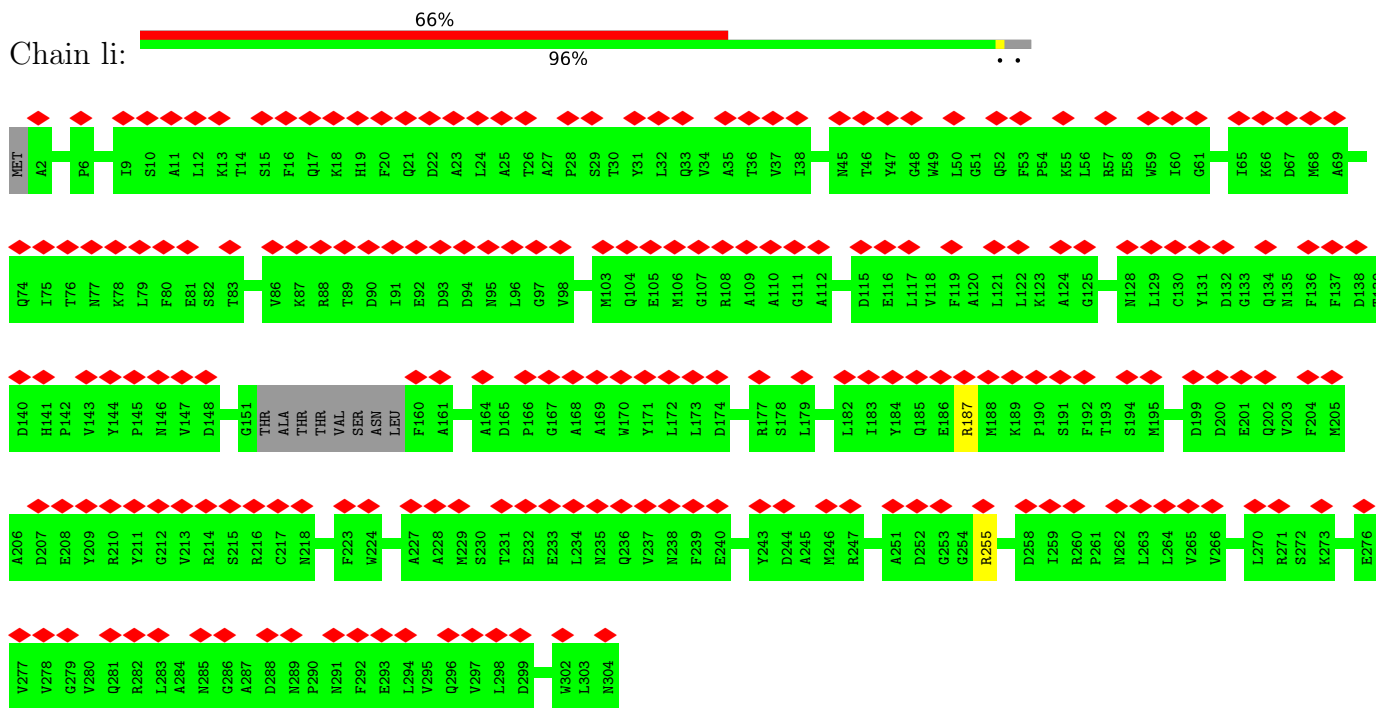 66%
Chain li:
96%
. .
MET A2 P6 I9 S10 A11 L12 K13 T14 S15 F16 Q17 K18 H19 F20 Q21 D22 A23 L24 A25 T26 A27 P28 S29 T30 Y31 L32 Q33 V34 A35 T36 V37 I38 N45 T46 Y47 G48 W49 L50 G51 Q52 F53 P54 K55 L56 R57 E58 W59 I60 G61 I65 K66 D67 M68 A69
Q74 I75 T76 N77 K78 L79 F80 E81 S82 T83 V86 K87 R88 T89 D90 I91 E92 D93 D94 N95 L96 G97 V98 M103 Q104 E105 M106 G107 R108 A109 A110 G111 A112 D115 E116 L117 V118 F119 A120 L121 L122 K123 A124 G125 N128 L129 C130 Y131 D132 G133 Q134 N135 F136 F137 D138 T139
D140 H141 P142 V143 Y144 P145 N146 V147 D148 G151 THR ALA THR THR VAL SER ASN LEU F160 A161 A164 D165 P166 G167 A168 A169 W170 Y171 L172 L173 D174 R177 S178 L179 L182 I183 Y184 Q185 E186 R187 M188 K189 P190 S191 F192 T193 S194 M195 D199 D200 E201 Q202 V203 F204 M205
A206 D207 E208 Y209 R210 Y211 G212 V213 R214 S215 R216 C217 N218 F223 W224 A227 A228 M229 S230 T231 E232 E233 L234 N235 Q236 V237 N238 F239 E240 Y243 D244 A245 M246 R247 A251 D252 G253 G254 R255 D258 I259 R260 P261 N262 L263 L264 V265 V266 L270 R271 S272 K273 E276
V277 V278 G279 V280 Q281 R282 L283 A284 N285 G286 A287 D288 N289 P290 N291 F292 E293 L294 V295 Q296 V297 L298 D299 W302 L303 N304